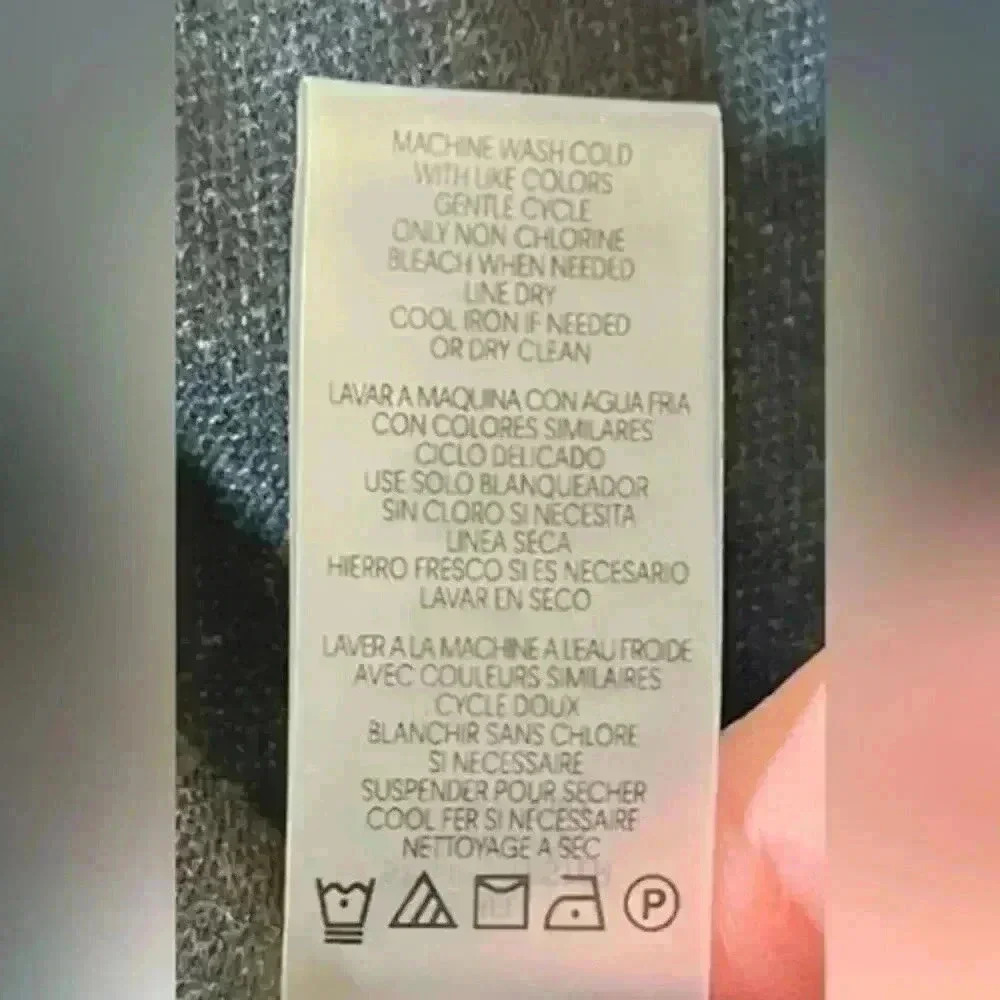 MACHINE WASH COLD
WITH LIKE COLORS
GENTLE CYCLE
ONLY NON CHLORINE
BLEACH WHEN NEEDED
LINE DRY
COOL IRON IF NEEDED
OR DRY CLEAN
LAVAR A MAQUINA CON AGUA FRIA
CON COLORES SIMILARES
CICLO DELICADO
USE SOLO BLANQUEADOR
SIN CLORO SI NECESITA
LINEA SECA
HIERRO FRESCO SI ES NECESARIO
LAVAR EN SECO
LAVER A LA MACHINE A LEAU FROIDE
AVEC COULEURS SIMILAIRES
CYCLE DOUX
BLANCHIR SANS CHLORE
SI NECESSAIRE
SUSPENDER POUR SECHER
COOL FER SI NECESSAIRE
NETTOYAGE A SEC
P